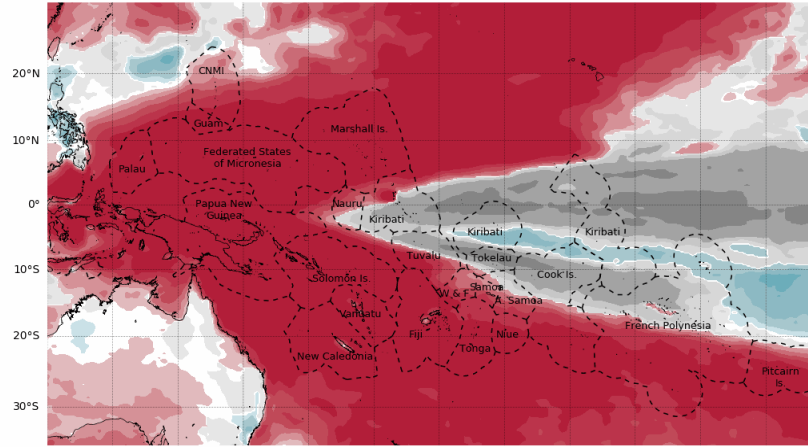 20°N
CNMI
Guam
Marshall Is.
10°N
Federated States
of Micronesia
Palau
0°
Papua New
Guinea
Nauru
Kiribati
Kiribati
Kiribati
Tuvalu
Tokelau
10°S
Solomon Is.
Cook Is.
Samoa
W & F
A. Samoa
Vanuatu
French Polynesia
20°S
Fiji
Niue
Tonga
New Caledonia
Pitcairn
Is.
30°S